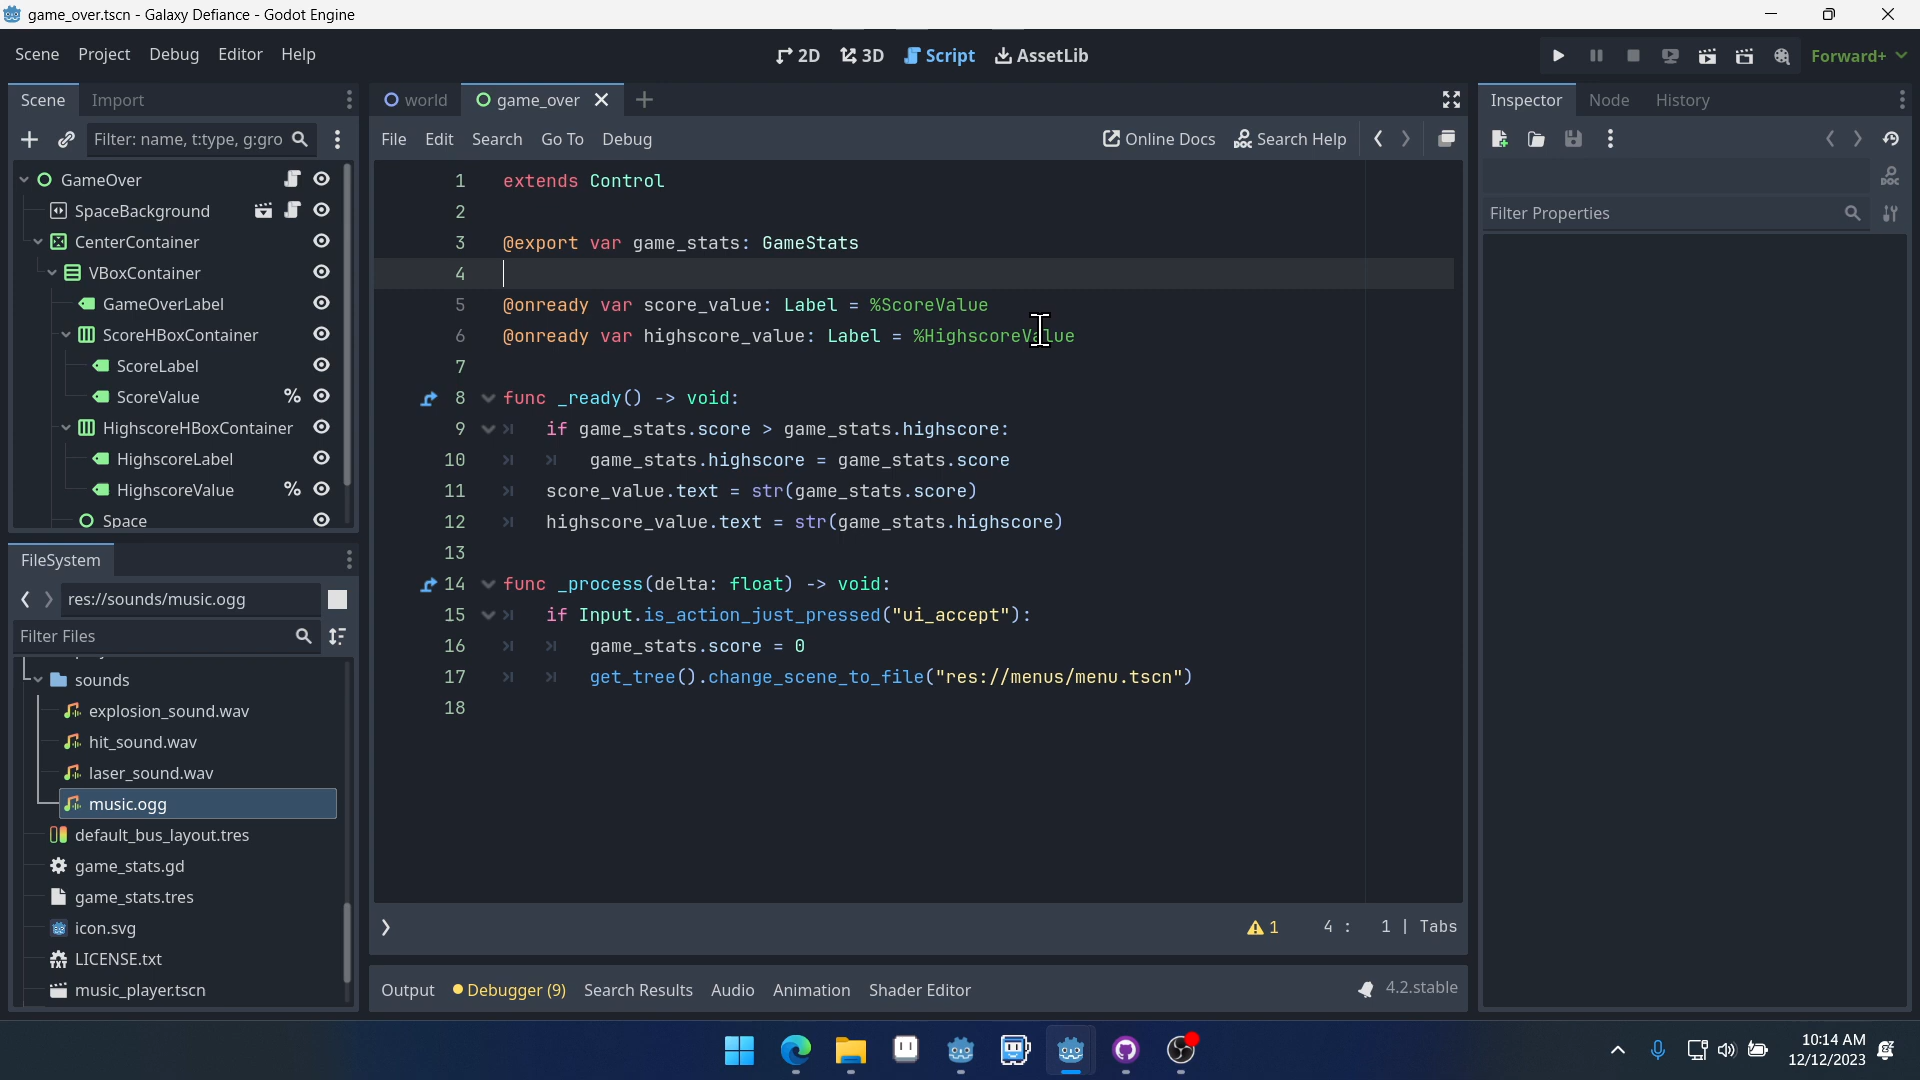 game_over.tscn - Galaxy Defiance - Godot Engine
Scene Project Debug Editor Help
2D 3D Script AssetLib
Forward+
Scene Import
Filter: name, t:type, g:gro
GameOver
SpaceBackground
CenterContainer
VBoxContainer
GameOverLabel
ScoreHBoxContainer
ScoreLabel
ScoreValue %
HighscoreHBoxContainer
HighscoreLabel
HighscoreValue %
Space
FileSystem
res://sounds/music.ogg
Filter Files
sounds
explosion_sound.wav
hit_sound.wav
laser_sound.wav
music.ogg
default_bus_layout.tres
game_stats.gd
game_stats.tres
icon.svg
LICENSE.txt
music_player.tscn
world game_over
File Edit Search Go To Debug
Online Docs Search Help
1 extends Control
2
3 @export var game_stats: GameStats
4
5 @onready var score_value: Label = %ScoreValue
6 @onready var highscore_value: Label = %HighscoreValue
7
8 func _ready() -> void:
9 if game_stats.score > game_stats.highscore:
10 game_stats.highscore = game_stats.score
11 score_value.text = str(game_stats.score)
12 highscore_value.text = str(game_stats.highscore)
13
14 func _process(delta: float) -> void:
15 if Input.is_action_just_pressed("ui_accept"):
16 game_stats.score = 0
17 get_tree().change_scene_to_file("res://menus/menu.tscn")
18
1 4 : 1 | Tabs
Output Debugger (9) Search Results Audio Animation Shader Editor
4.2.stable
Inspector Node History
DOC
Filter Properties
10:14 AM
12/12/2023